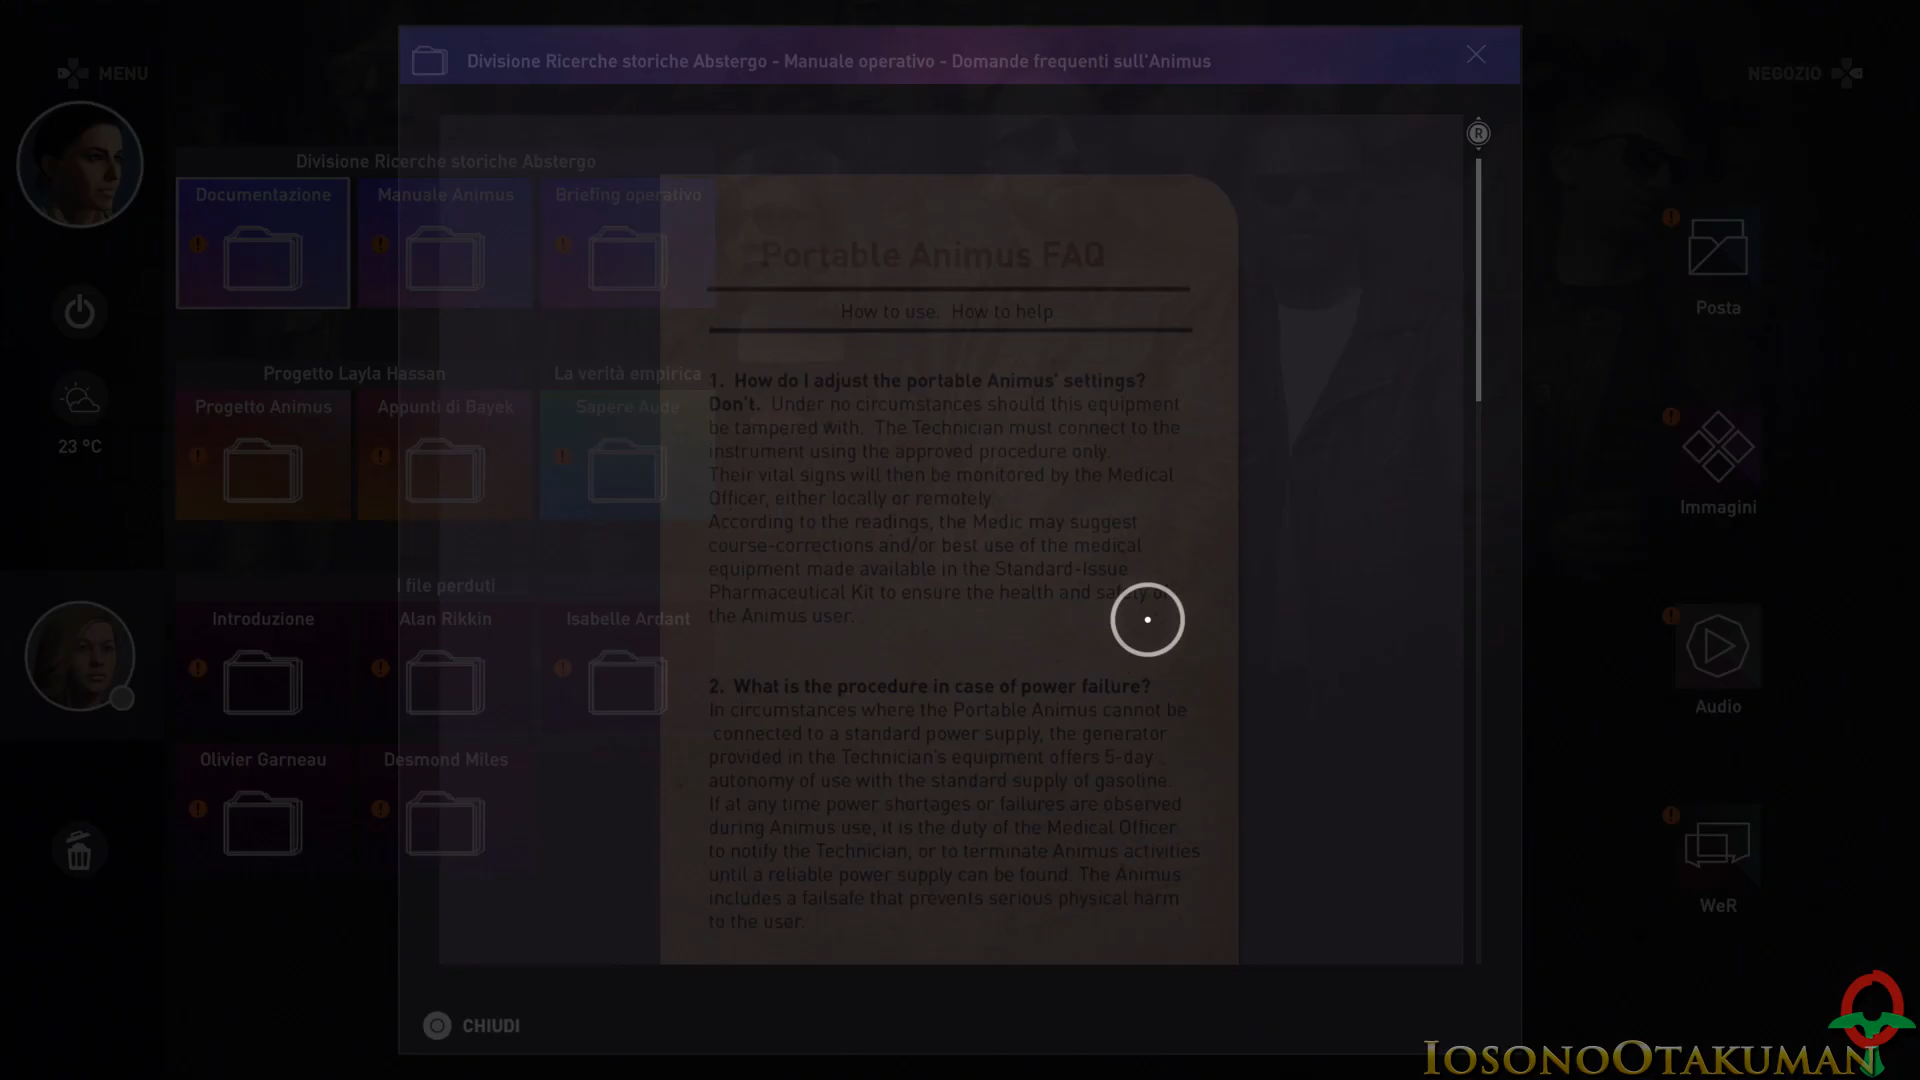 Divisione Ricerche storiche Abstergo - Manuale operativo - Domande frequenti sull'Animus
MENU
NEGOZIO
R
Divisione Ricerche storiche Abstergo
Documentazione
Manuale Animus
Briefing operativo
Progetto Layla Hassan
La verità empirica
Progetto Animus
Appunti di Bayek
Sapere Aude
23 °C
I file perduti
Introduzione
Alan Rikkin
Isabelle Ardant
Olivier Garneau
Desmond Miles
Portable Animus FAQ
How to use. How to help
1. How do I adjust the portable Animus' settings?
Don't. Under no circumstances should this equipment
be tampered with. The Technician must connect to the
instrument using the approved procedure only.
Their vital signs will then be monitored by the Medical
Officer, either locally or remotely
According to the readings, the Medic may suggest
course-corrections and/or best use of the medical
equipment made available in the Standard-Issue
Pharmaceutical Kit to ensure the health and safety of
the Animus user.
2. What is the procedure in case of power failure?
In circumstances where the Portable Animus cannot be
connected to a standard power supply, the generator
provided in the Technician's equipment offers 5-day
autonomy of use with the standard supply of gasoline
If at any time power shortages or failures are observed
during Animus use, it is the duty of the Medical Officer
to notify the Technician, or to terminate Animus activities
until a reliable power supply can be found. The Animus
includes a failsafe that prevents serious physical harm
to the user.
Posta
Immagini
Audio
WeR
CHIUDI
IOSONOOTAKUMAN